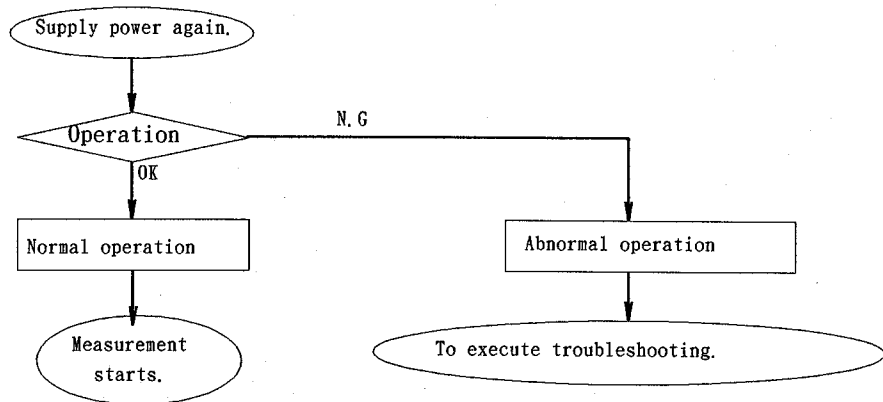 Supply power again.
Operation
N.G
OK
Normal operation
Abnormal operation
Measurement
starts.
To execute troubleshooting.